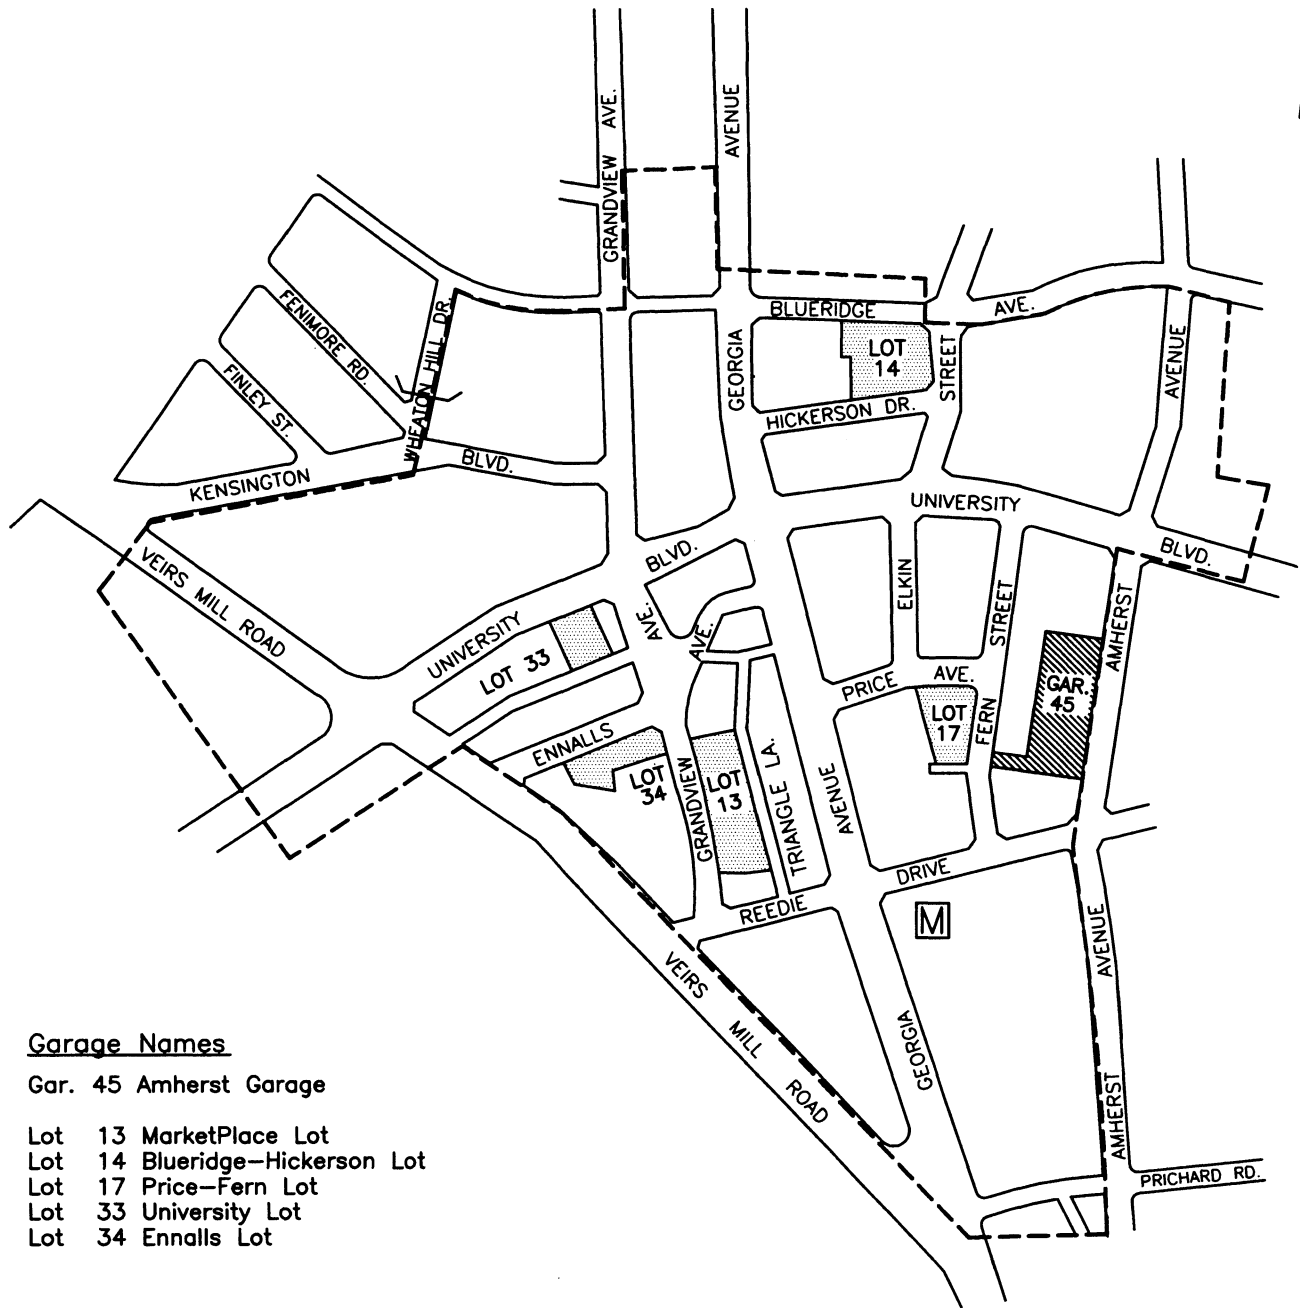 GRANDVIEW AVE.
AVENUE
BLUERIDGE
AVE.
FENIMORE RD.
WHEATON HILL DR.
FINLEY ST.
GEORGIA
LOT
14
STREET
AVENUE
HICKERSON DR.
KENSINGTON
BLVD.
UNIVERSITY
BLVD.
BLVD.
VEIRS MILL ROAD
ELKIN
STREET
AMHERST
UNIVERSITY
AVE.
AVE.
LOT 33
PRICE
AVE.
GAR.
45
LOT
17
FERN
ENNALLS
LOT
34
GRANDVIEW
LOT
13
TRIANGLE LA.
AVENUE
DRIVE
REEDIE
M
AVENUE
VEIRS
MILL
ROAD
GEORGIA
AMHERST
PRICHARD RD.
Garage Names
Gar. 45 Amherst Garage
Lot 13 MarketPlace Lot
Lot 14 Blueridge-Hickerson Lot
Lot 17 Price-Fern Lot
Lot 33 University Lot
Lot 34 Ennalls Lot